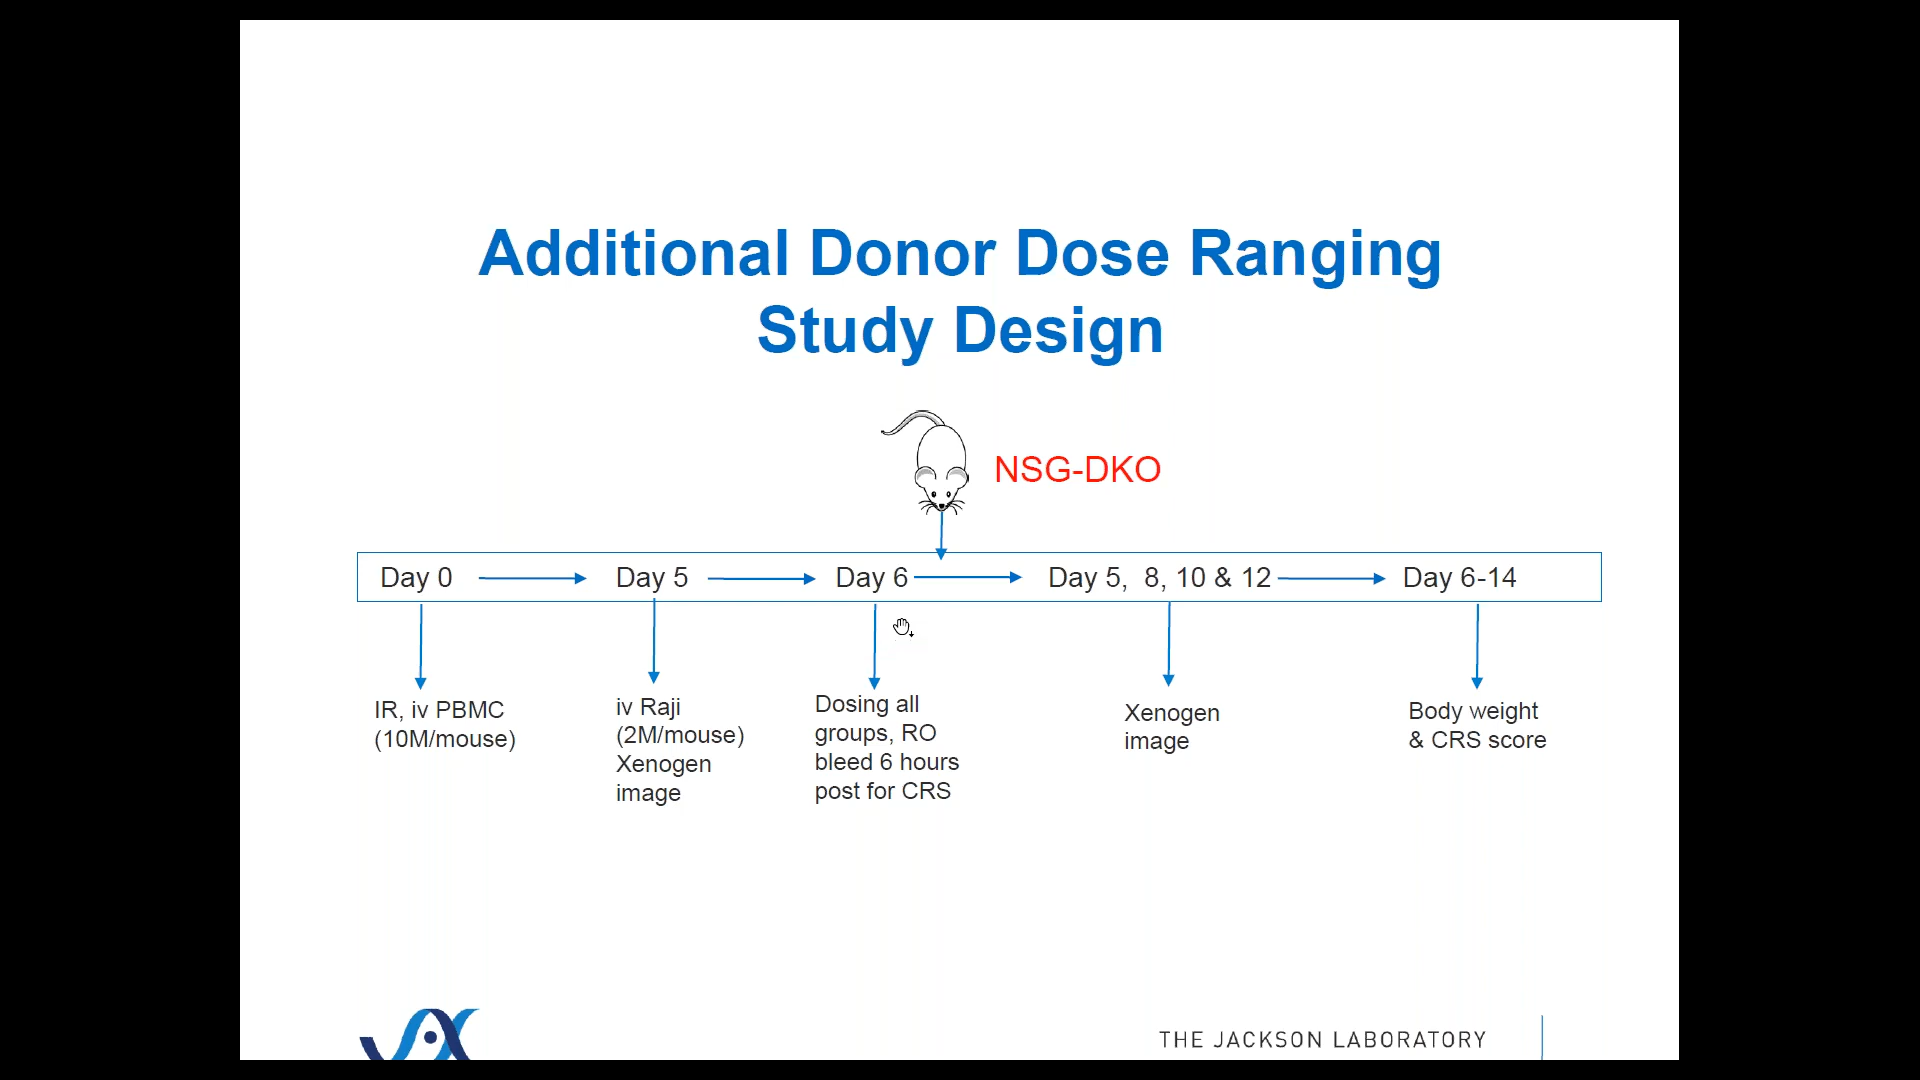 Additional Donor Dose Ranging
Study Design
NSG-DKO
Day 0
Day 5
Day 6
Day 5, 8, 10 & 12
Day 6-14
IR, iv PBMC
(10M/mouse)
iv Raji
(2M/mouse)
Xenogen
image
Dosing all
groups, RO
bleed 6 hours
post for CRS
Xenogen
image
Body weight
& CRS score
THE JACKSON LABORATORY